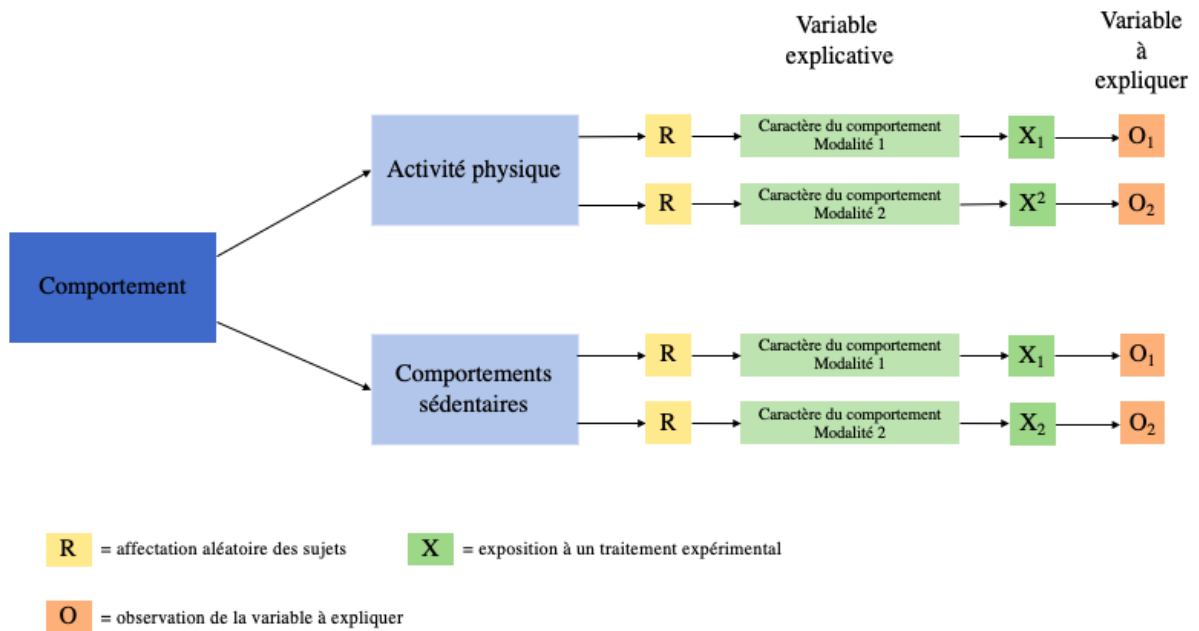 Variable
explicative
Variable
à
expliquer
Comportement
Activité physique
R
Caractère du comportement
Modalité 1
X₁
O₁
R
Caractère du comportement
Modalité 2
X²
O₂
Comportements
sédentaires
R
Caractère du comportement
Modalité 1
X₁
O₁
R
Caractère du comportement
Modalité 2
X₂
O₂
R = affectation aléatoire des sujets
X = exposition à un traitement expérimental
O = observation de la variable à expliquer